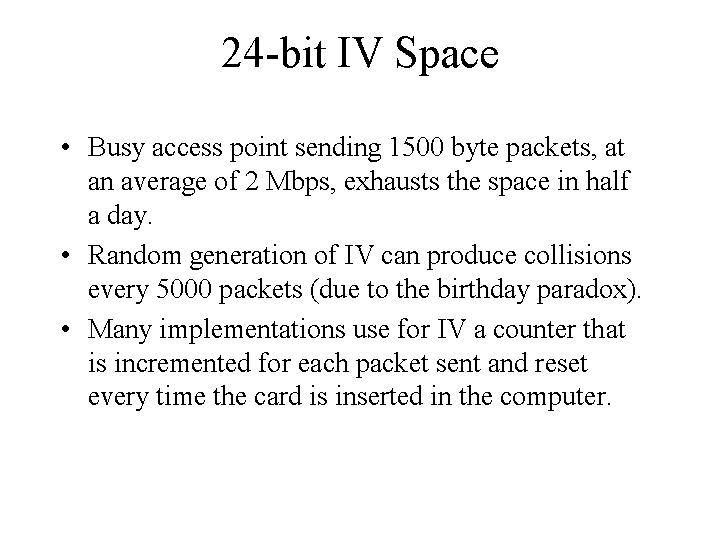 24-bit IV Space
• Busy access point sending 1500 byte packets, at
an average of 2 Mbps, exhausts the space in half
a day.
• Random generation of IV can produce collisions
every 5000 packets (due to the birthday paradox).
• Many implementations use for IV a counter that
is incremented for each packet sent and reset
every time the card is inserted in the computer.